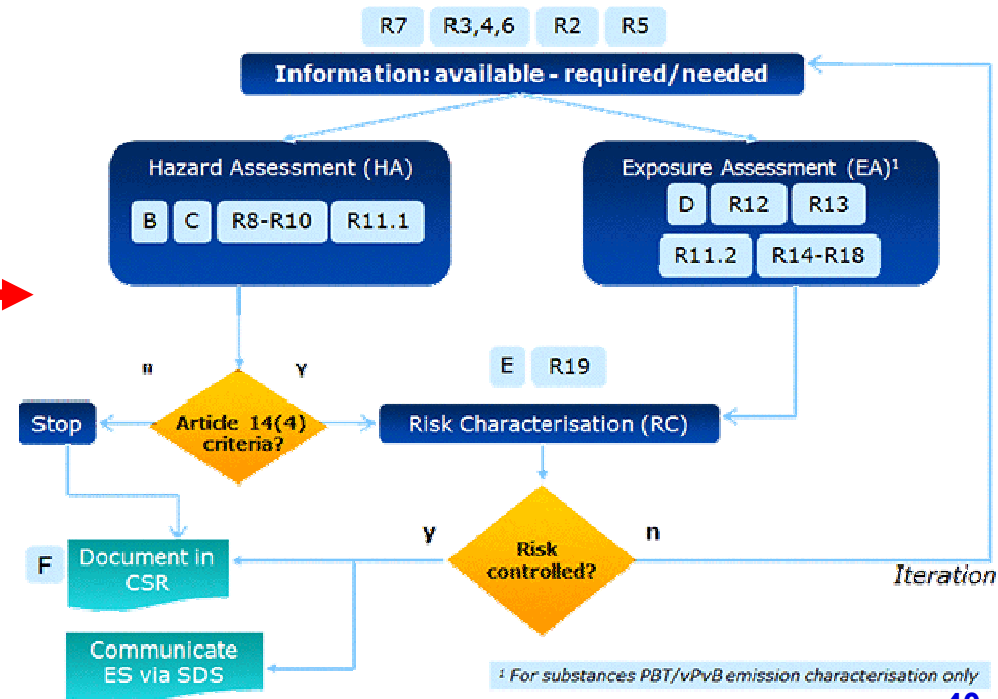 R7 R3,4,6 R2 R5
Information: available - required/needed
Hazard Assessment (HA)
B C R8-R10 R11.1
Exposure Assessment (EA)¹
D R12 R13
R11.2 R14-R18
n Y
E R19
Stop
Article 14(4)
criteria?
Risk Characterisation (RC)
y n
Risk
controlled?
F
Document in
CSR
Iteration
Communicate
ES via SDS
¹ For substances PBT/vPvB emission characterisation only